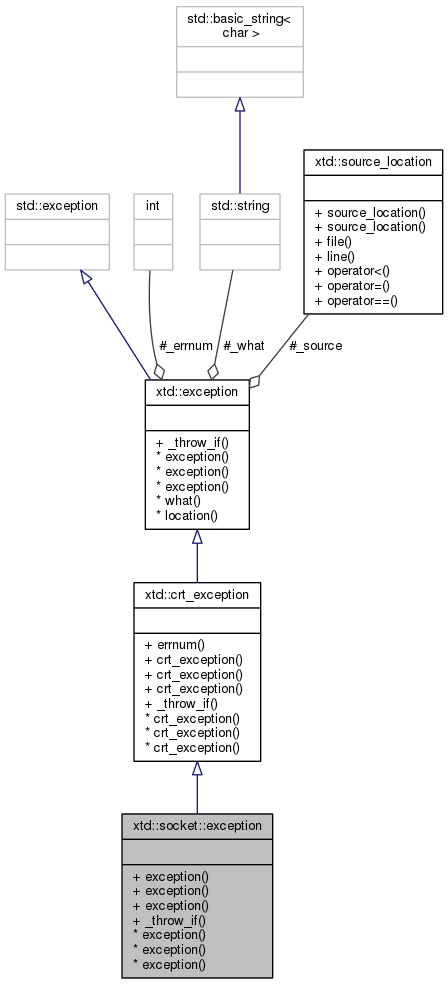 std::basic_string<
char >
xtd::source_location
+ source_location()
+ source_location()
+ file()
+ line()
+ operator<()
+ operator=()
+ operator==()
std::exception
int
std::string
#_errnum
#_what
#_source
xtd::exception
+ _throw_if()
* exception()
* exception()
* exception()
* what()
* location()
xtd::crt_exception
+ errnum()
+ crt_exception()
+ crt_exception()
+ crt_exception()
+ _throw_if()
* crt_exception()
* crt_exception()
* crt_exception()
xtd::socket::exception
+ exception()
+ exception()
+ exception()
+ _throw_if()
* exception()
* exception()
* exception()